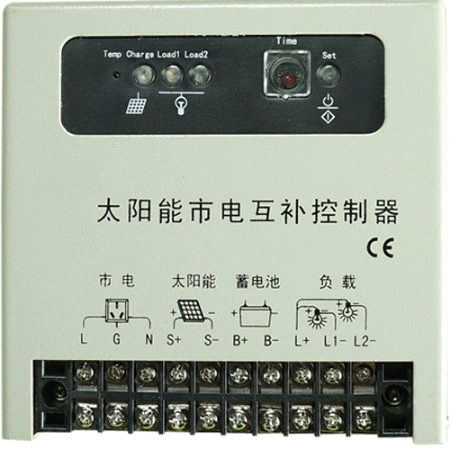 Time
Temp Charge Load1 Load2 Set
太阳能市电互补控制器
CE
市电 太阳能 蓄电池 负载
+ - + - + +
L G N S+ S- B+ B- L+ L1- L2-